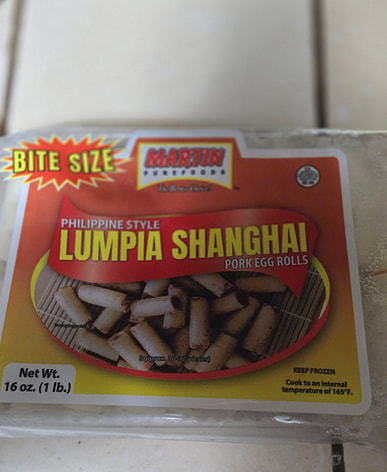 BITE SIZE
MARTIN
PUREFOODS
PHILIPPINE STYLE
LUMPIA SHANGHAI
PORK EGG ROLLS
Net Wt.
16 oz. (1 lb.)
KEEP FROZEN
Cook to an internal
temperature of 165°F.